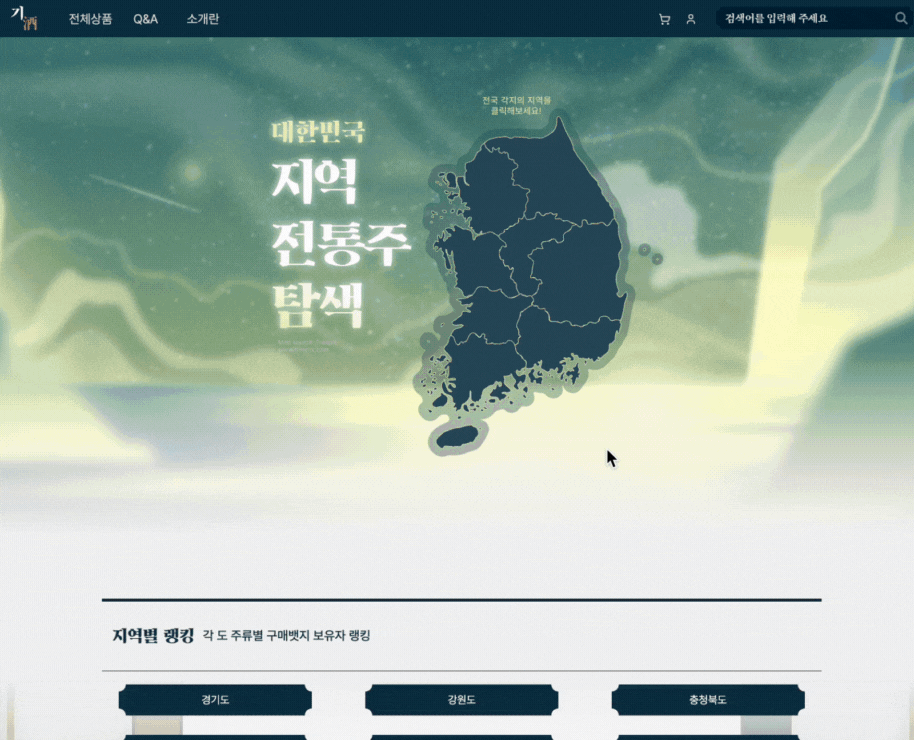 기酒
전체상품 Q&A 소개란
검색어를 입력해 주세요
전국 각지의 지역을
클릭해보세요!
대한민국
지역
전통주
탐색
지역별 랭킹 각 도 주류별 구매뱃지 보유자 랭킹
경기도 강원도 충청북도